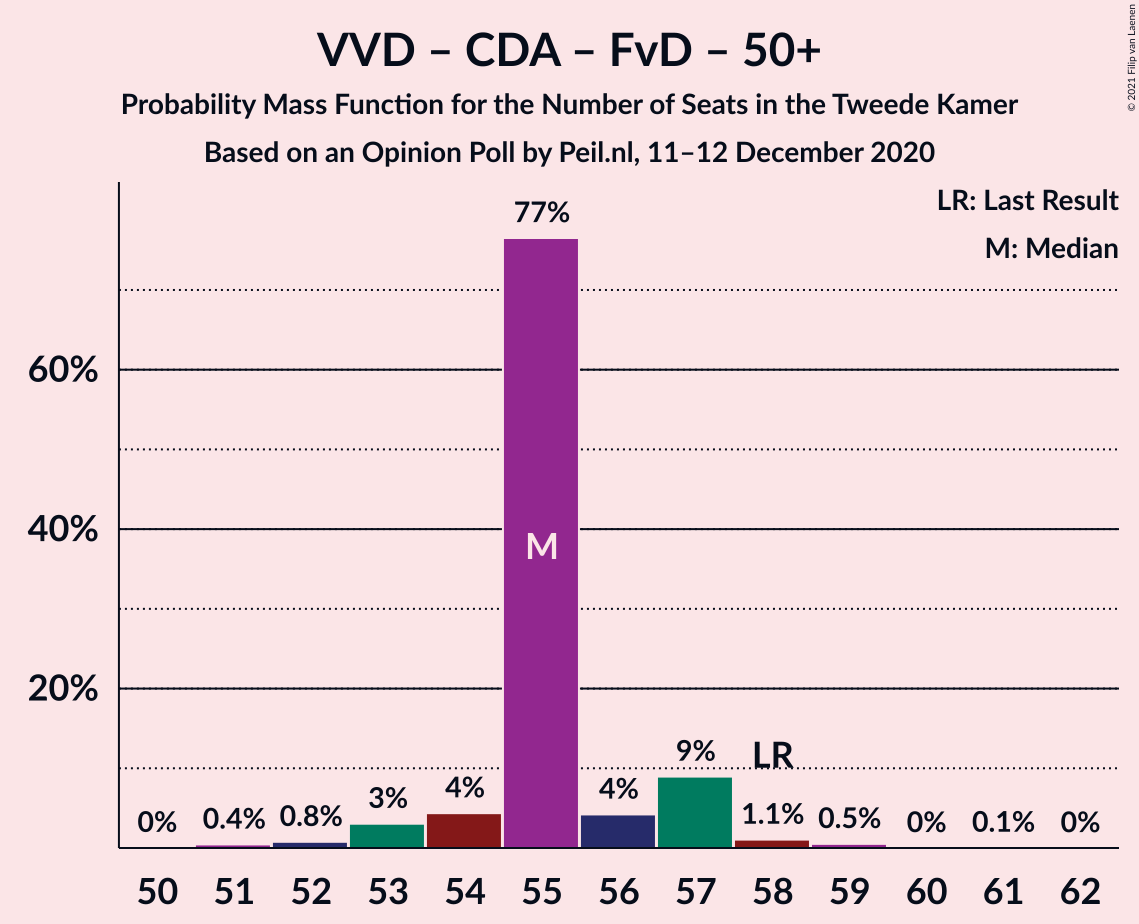 VVD – CDA – FvD – 50+
Probability Mass Function for the Number of Seats in the Tweede Kamer
Based on an Opinion Poll by Peil.nl, 11–12 December 2020
© 2021 Filip van Laenen
LR: Last Result
M: Median
60%
40%
20%
0%
0.4%
0.8%
3%
4%
77%
M
4%
9%
LR
1.1%
0.5%
0%
0.1%
0%
50 51 52 53 54 55 56 57 58 59 60 61 62